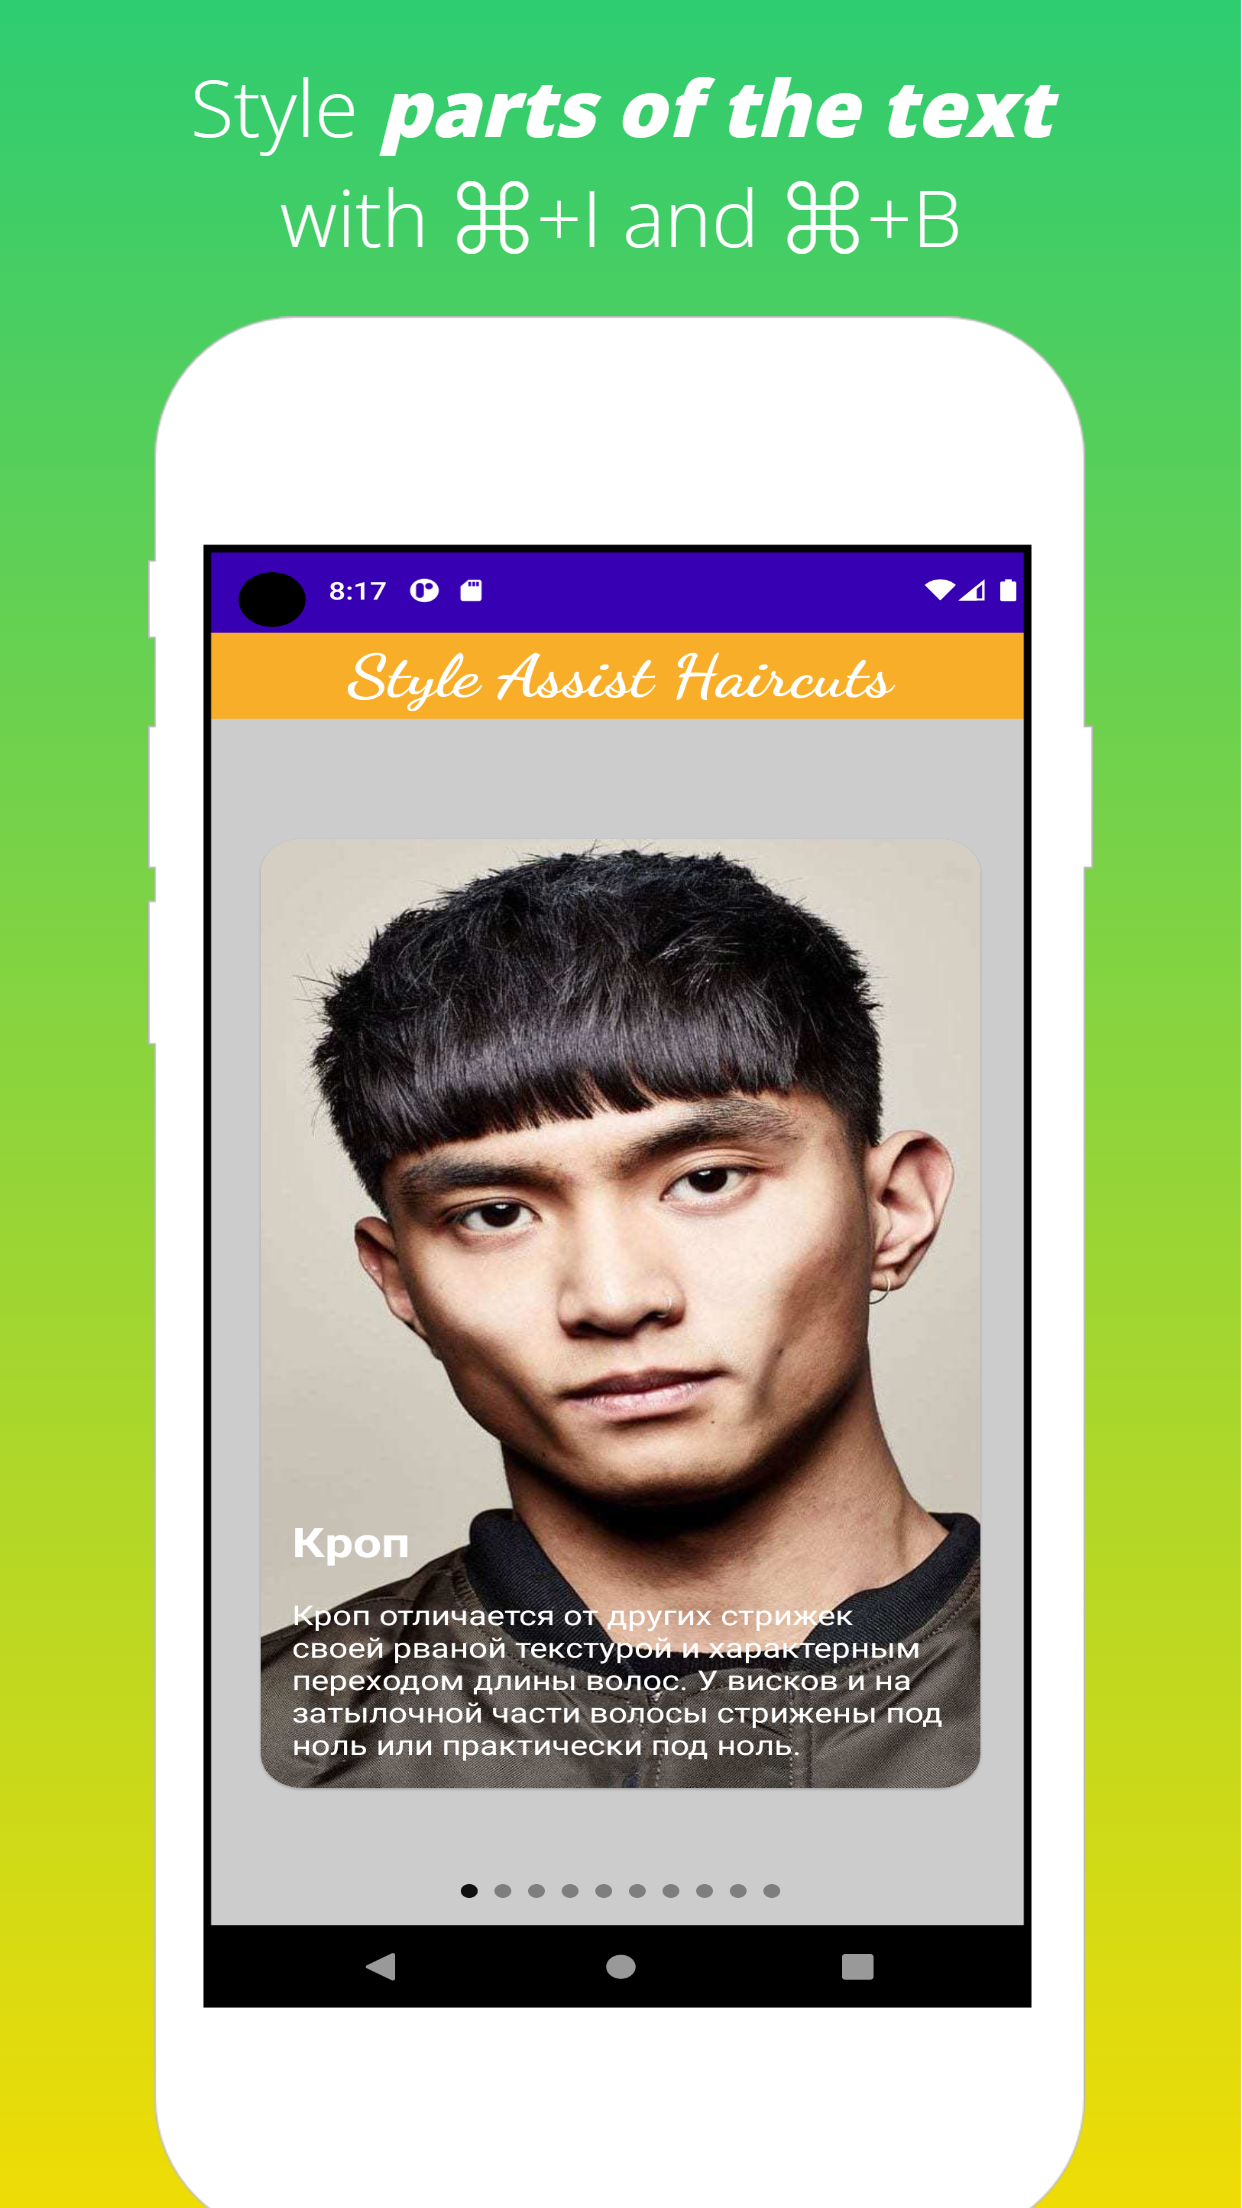 Style parts of the text
with ⌘+I and ⌘+B
8:17
Style Assist Haircuts
Кроп
Кроп отличается от других стрижек
своей рваной текстурой и характерным
переходом длины волос. У висков и на
затылочной части волосы стрижены под
ноль или практически под ноль.